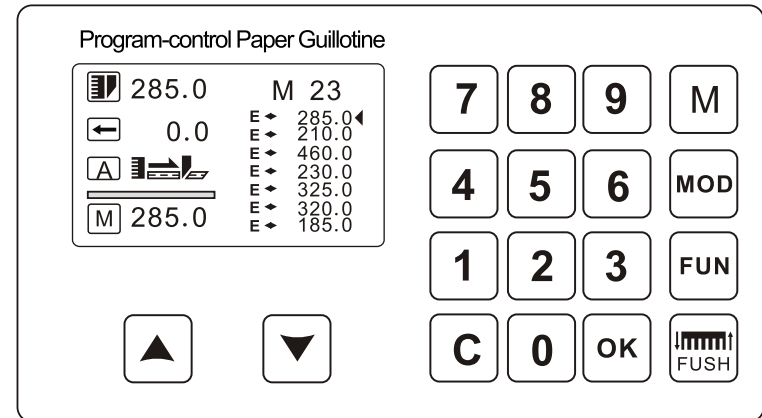 Program-control Paper Guillotine
285.0
M 23
0.0
A
M 285.0
E 285.0
E 210.0
E 460.0
E 230.0
E 325.0
E 320.0
E 185.0
7 8 9 M
4 5 6 MOD
1 2 3 FUN
C 0 OK FUSH